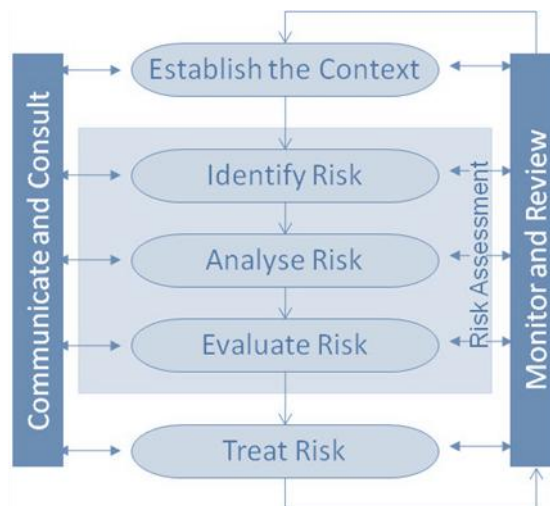 Establish the Context
Identify Risk
Analyse Risk
Evaluate Risk
Treat Risk
Communicate and Consult
Risk Assessment
Monitor and Review